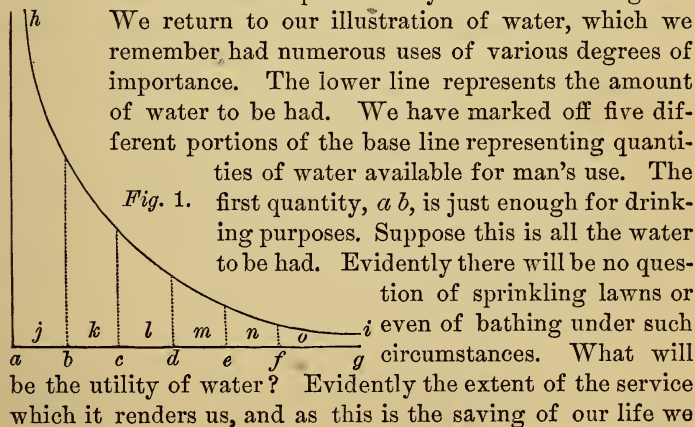 h We return to our illustration of water, which we
remember had numerous uses of various degrees of
importance. The lower line represents the amount
of water to be had. We have marked off five dif-
ferent portions of the base line representing quanti-
ties of water available for man's use. The
Fig. 1. first quantity, a b, is just enough for drink-
ing purposes. Suppose this is all the water
to be had. Evidently there will be no ques-
tion of sprinkling lawns or
j k l m n o i even of bathing under such
a b c d e f g circumstances. What will
be the utility of water? Evidently the extent of the service
which it renders us, and as this is the saving of our life we